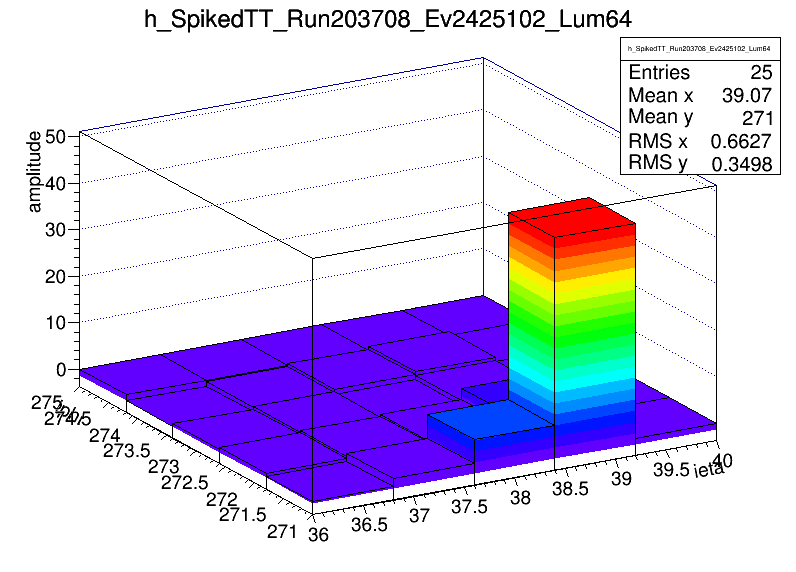 h_SpikedTT_Run203708_Ev2425102_Lum64
h_SpikedTT_Run203708_Ev2425102_Lum64
Entries 25
Mean x 39.07
Mean y 271
RMS x 0.6627
RMS y 0.3498
amplitude
50
40
30
20
10
0
275
274.5
274
273.5
273
272.5
272
271.5
271
36
36.5
37
37.5
38
38.5
39
39.5
40
ieta